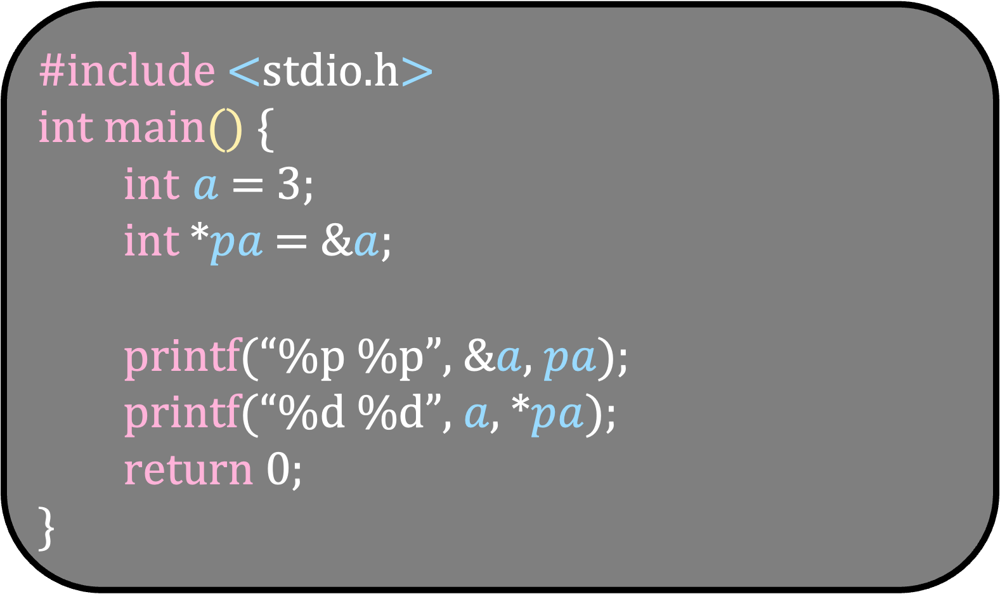 #include <stdio.h>
int main() {
int a = 3;
int *pa = &a;
printf(“%p %p”, &a, pa);
printf(“%d %d”, a, *pa);
return 0;
}